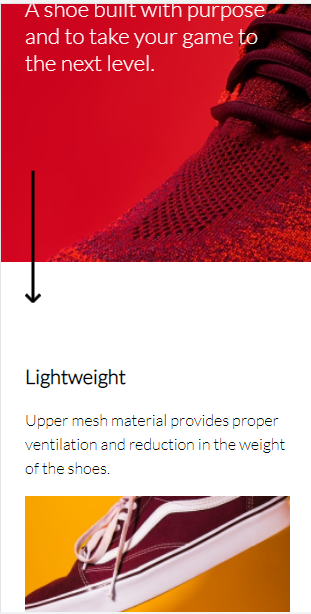 A shoe built with purpose
and to take your game to
the next level.
Lightweight
Upper mesh material provides proper
ventilation and reduction in the weight
of the shoes.